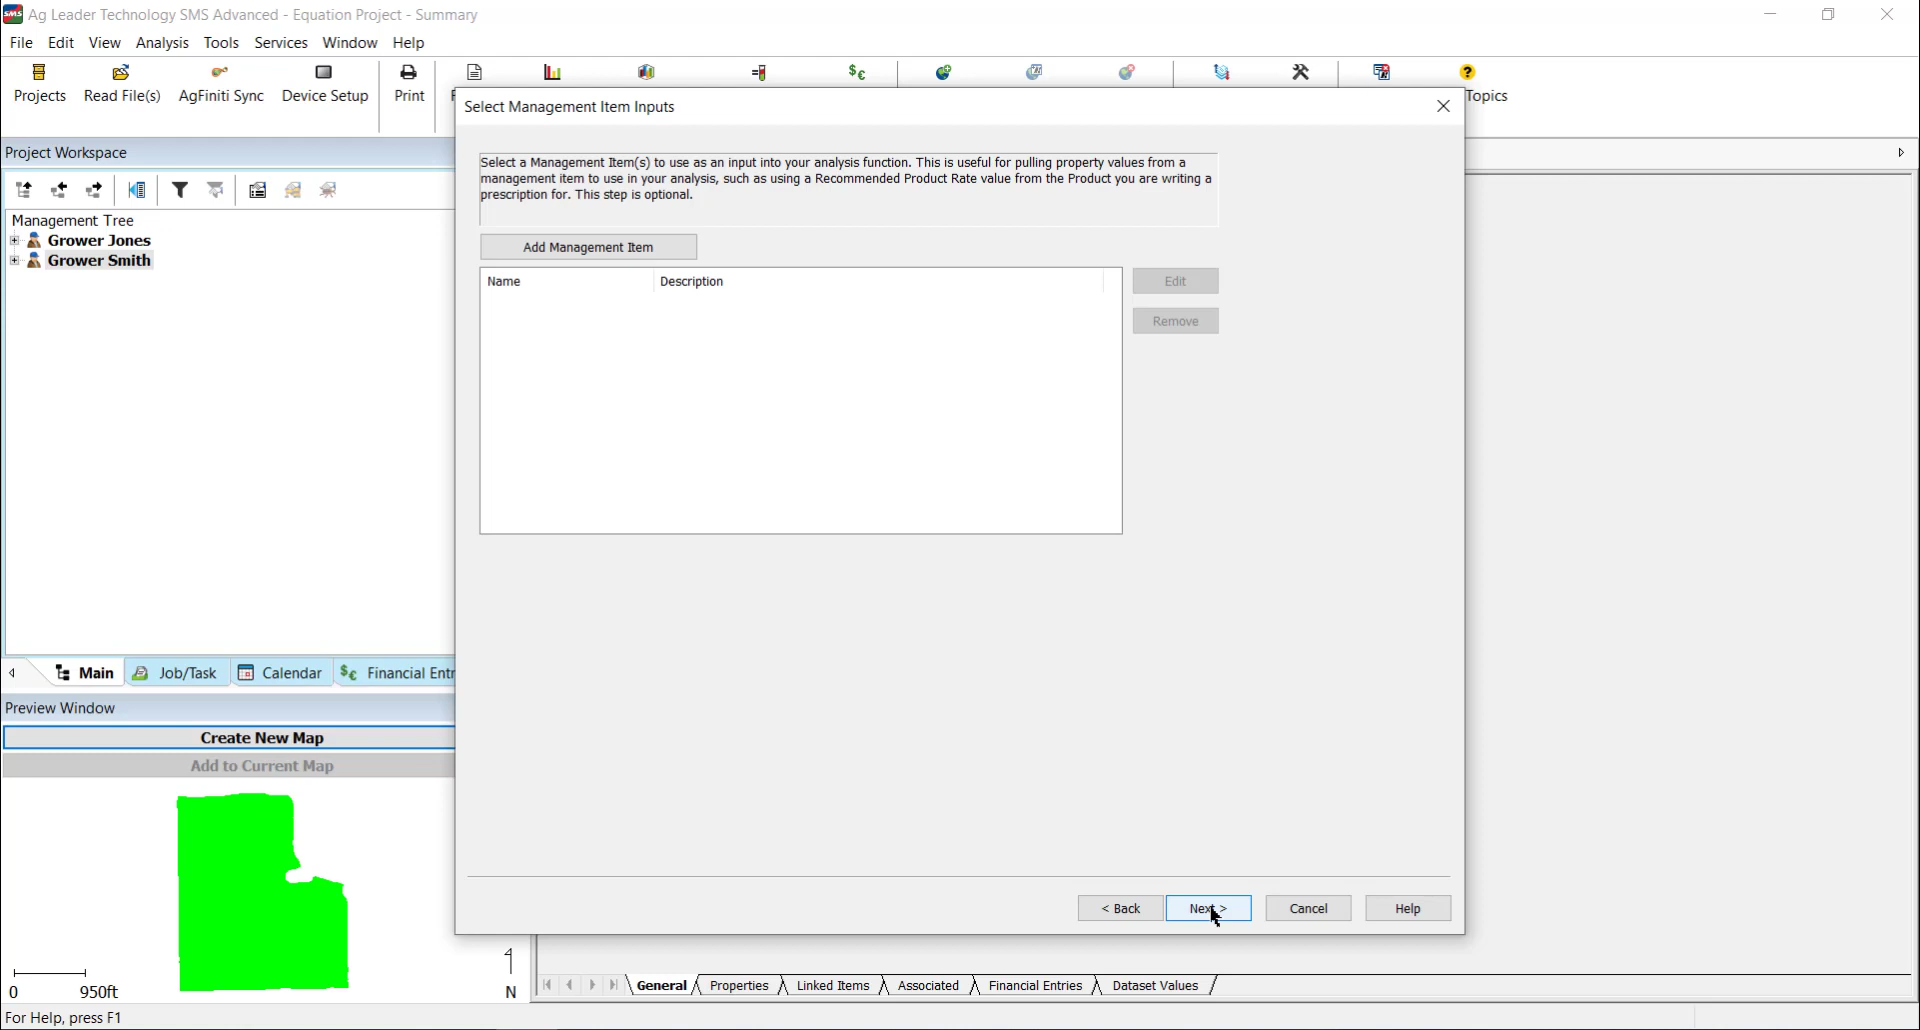 SMS Ag Leader Technology SMS Advanced - Equation Project - Summary
File Edit View Analysis Tools Services Window Help
Projects Read File(s) AgFiniti Sync Device Setup Print Topics
Select Management Item Inputs
Project Workspace
Select a Management Item(s) to use as an input into your analysis function. This is useful for pulling property values from a
management item to use in your analysis, such as using a Recommended Product Rate value from the Product you are writing a
prescription for. This step is optional.
Management Tree
Grower Jones
Grower Smith
Add Management Item
Name Description
Edit
Remove
Main Job/Task Calendar Financial Entr
Preview Window
Create New Map
Add to Current Map
0 950ft
N
< Back Next > Cancel Help
General Properties Linked Items Associated Financial Entries Dataset Values
For Help, press F1